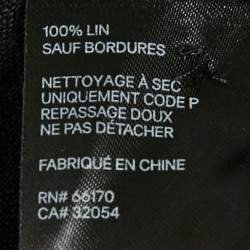 100% LIN
SAUF BORDURES
NETTOYAGE À SEC
UNIQUEMENT CODE P
REPASSAGE DOUX
NE PAS DÉTACHER
FABRIQUÉ EN CHINE
RN# 66170
CA# 32054